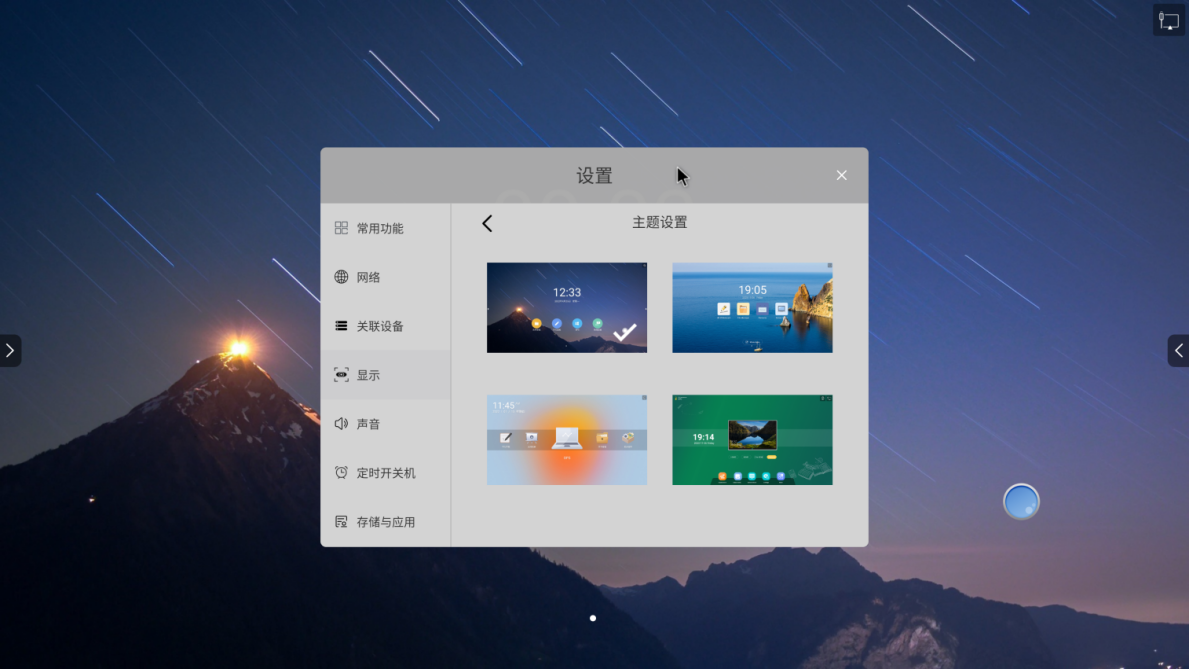 设置
主题设置
常用功能
网络
关联设备
显示
声音
定时开关机
存储与应用
12:33
19:05
11:45
19:14